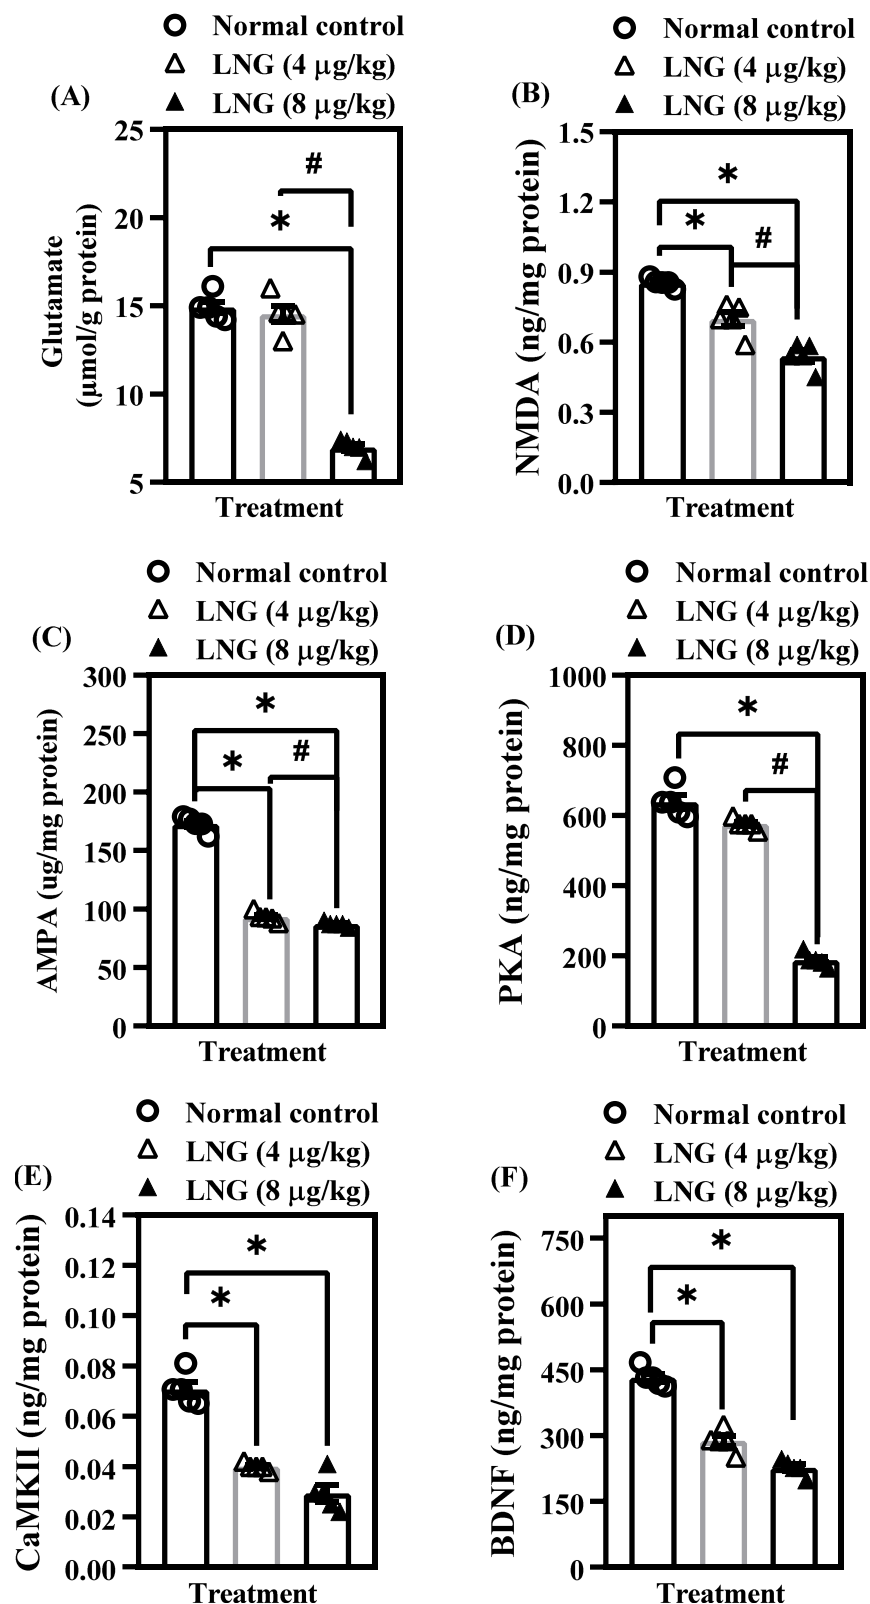 Normal control
LNG (4 μg/kg)
LNG (8 μg/kg)
(A)
25
20
15
10
5
Glutamate
(μmol/g protein)
#
*
Treatment
Normal control
LNG (4 μg/kg)
LNG (8 μg/kg)
(B)
1.5
1.2
0.9
0.6
0.3
0.0
NMDA (ng/mg protein)
*
*
#
Treatment
Normal control
LNG (4 μg/kg)
LNG (8 μg/kg)
(C)
300
250
200
150
100
50
0
AMPA (ug/mg protein)
*
*
#
Treatment
Normal control
LNG (4 μg/kg)
LNG (8 μg/kg)
(D)
1000
800
600
400
200
0
PKA (ng/mg protein)
*
#
Treatment
Normal control
LNG (4 μg/kg)
LNG (8 μg/kg)
(E)
0.14
0.12
0.10
0.08
0.06
0.04
0.02
0.00
CaMKII (ng/mg protein)
*
*
Treatment
Normal control
LNG (4 μg/kg)
LNG (8 μg/kg)
(F)
750
600
450
300
150
0
BDNF (ng/mg protein)
*
*
Treatment